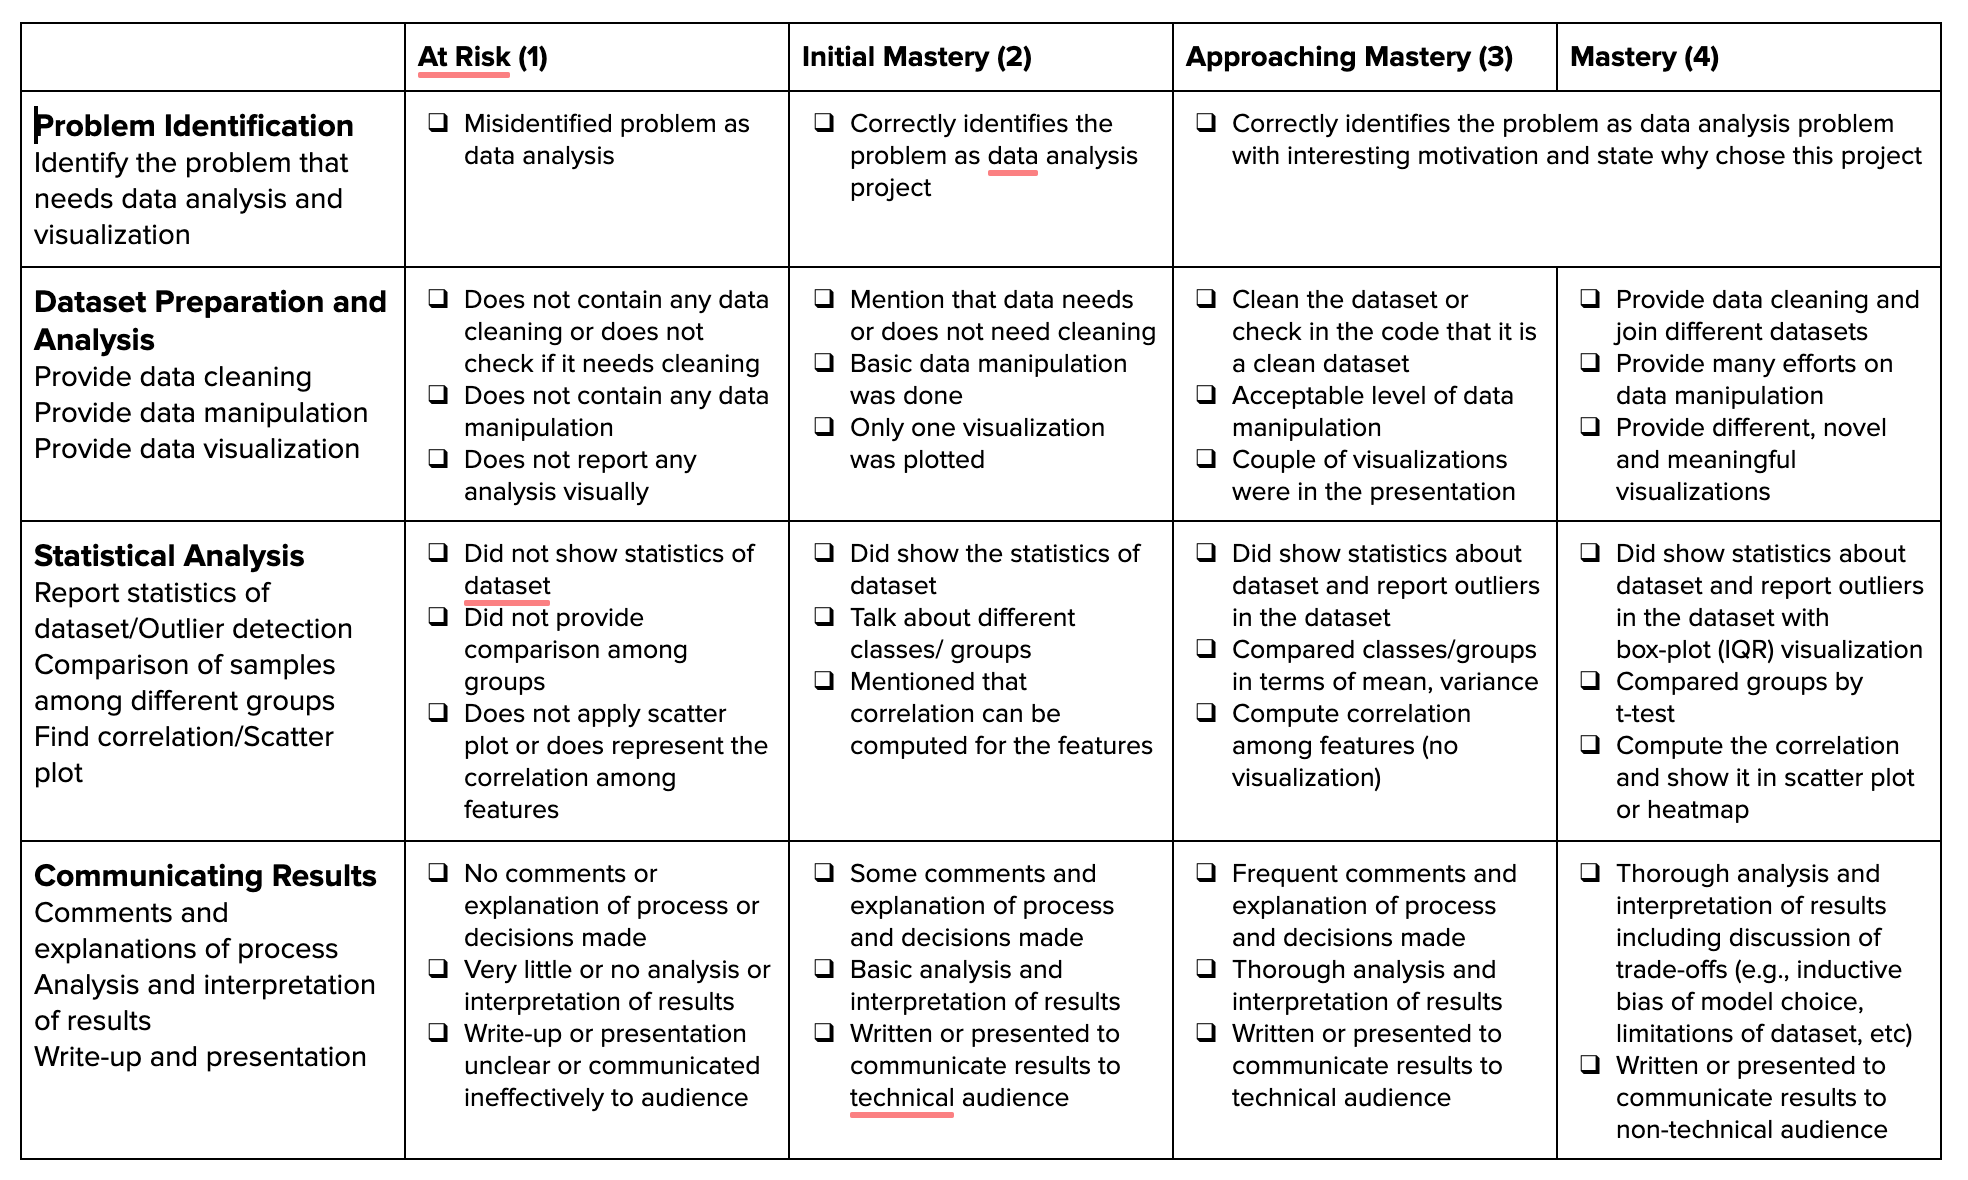 At Risk (1)
Initial Mastery (2)
Approaching Mastery (3)
Mastery (4)
Problem Identification
Identify the problem that
needs data analysis and
visualization
❏ Misidentified problem as
data analysis
❏ Correctly identifies the
problem as data analysis
project
❏ Correctly identifies the problem as data analysis problem
with interesting motivation and state why chose this project
Dataset Preparation and
Analysis
Provide data cleaning
Provide data manipulation
Provide data visualization
❏ Does not contain any data
cleaning or does not
check if it needs cleaning
❏ Does not contain any data
manipulation
❏ Does not report any
analysis visually
❏ Mention that data needs
or does not need cleaning
❏ Basic data manipulation
was done
❏ Only one visualization
was plotted
❏ Clean the dataset or
check in the code that it is
a clean dataset
❏ Acceptable level of data
manipulation
❏ Couple of visualizations
were in the presentation
❏ Provide data cleaning and
join different datasets
❏ Provide many efforts on
data manipulation
❏ Provide different, novel
and meaningful
visualizations
Statistical Analysis
Report statistics of
dataset/Outlier detection
Comparison of samples
among different groups
Find correlation/Scatter
plot
❏ Did not show statistics of
dataset
❏ Did not provide
comparison among
groups
❏ Does not apply scatter
plot or does represent the
correlation among
features
❏ Did show the statistics of
dataset
❏ Talk about different
classes/ groups
❏ Mentioned that
correlation can be
computed for the features
❏ Did show statistics about
dataset and report outliers
in the dataset
❏ Compared classes/groups
in terms of mean, variance
❏ Compute correlation
among features (no
visualization)
❏ Did show statistics about
dataset and report outliers
in the dataset with
box-plot (IQR) visualization
❏ Compared groups by
t-test
❏ Compute the correlation
and show it in scatter plot
or heatmap
Communicating Results
Comments and
explanations of process
Analysis and interpretation
of results
Write-up and presentation
❏ No comments or
explanation of process or
decisions made
❏ Very little or no analysis or
interpretation of results
❏ Write-up or presentation
unclear or communicated
ineffectively to audience
❏ Some comments and
explanation of process
and decisions made
❏ Basic analysis and
interpretation of results
❏ Written or presented to
communicate results to
technical audience
❏ Frequent comments and
explanation of process
and decisions made
❏ Thorough analysis and
interpretation of results
❏ Written or presented to
communicate results to
technical audience
❏ Thorough analysis and
interpretation of results
including discussion of
trade-offs (e.g., inductive
bias of model choice,
limitations of dataset, etc)
❏ Written or presented to
communicate results to
non-technical audience